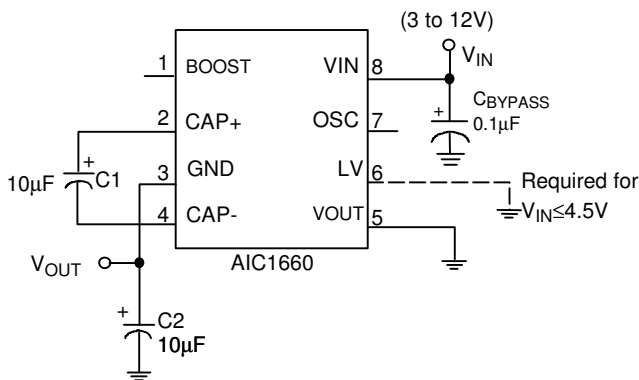 (3 to 12V)
V_IN
1 BOOST VIN 8
C_BYPASS
+
0.1μF
2 CAP+ OSC 7
+
10μF C1
3 GND LV 6 Required for
V_IN≤4.5V
4 CAP- VOUT 5
V_OUT
AIC1660
+ C2
10μF